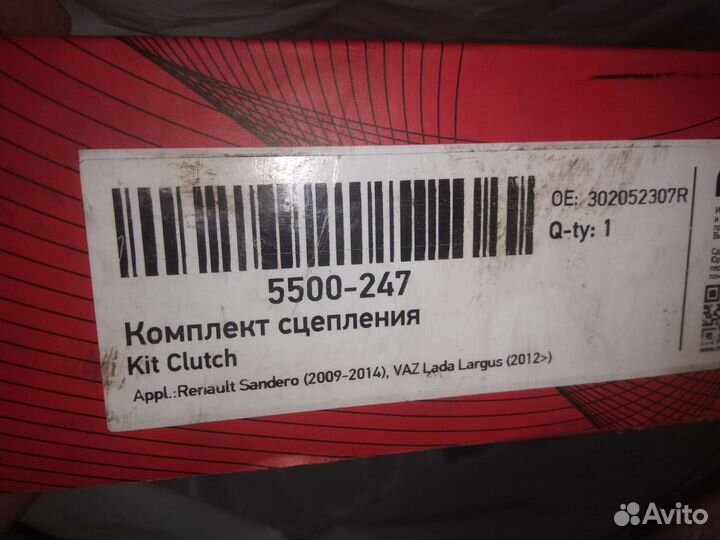 OE: 302052307R
Q-ty: 1
5500-247
Комплект сцепления
Kit Clutch
Appl.:Renault Sandero (2009-2014), VAZ Lada Largus (2012>)
Avito